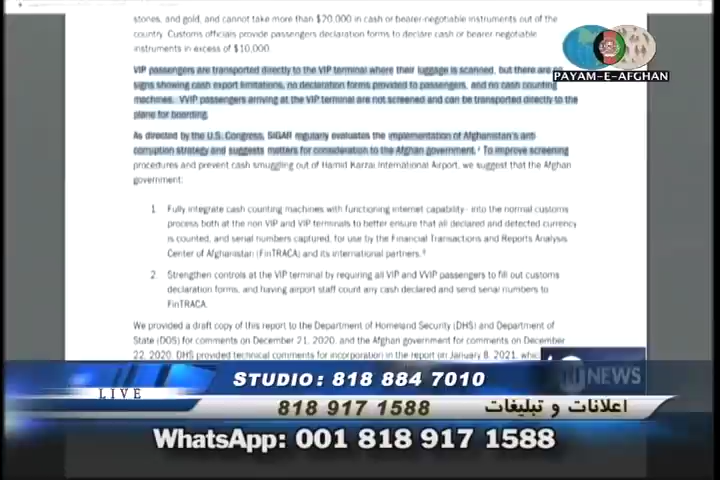 stones, and gold, and cannot take more than $20,000 in cash or bearer-negotiable instruments out of the
country. Customs officials provide passengers declaration forms to declare cash or bearer negotiable
instruments in excess of $10,000.
VIP passengers are transported directly to the VIP terminal where their luggage is scanned, but there are no
signs showing cash export limitations, no declaration forms provided to passengers, and no cash counting
machines. VVIP passengers arriving at the VIP terminal are not screened and can be transported directly to the
plane for boarding.
As directed by the U.S. Congress, SIGAR regularly evaluates the implementation of Afghanistan's anti
corruption strategy and suggests matters for consideration to the Afghan government. To improve screening
procedures and prevent cash smuggling out of Hamid Karzai International Airport, we suggest that the Afghan
government:
1. Fully integrate cash counting machines with functioning internet capability into the normal customs
process both at the non VIP and VIP terminals to better ensure that all declared and detected currency
is counted, and serial numbers captured, for use by the Financial Transactions and Reports Analysis
Center of Afghanistan (FinTRACA) and its international partners.
2. Strengthen controls at the VIP terminal by requiring all VIP and VVIP passengers to fill out customs
declaration forms, and having airport staff count any cash declared and send serial numbers to
FinTRACA.
We provided a draft copy of this report to the Department of Homeland Security (DHS) and Department of
State (DOS) for comments on December 21, 2020, and the Afghan government for comments on December
22, 2020. DHS provided technical comments for incorporation in the report on January 8, 2021,
PAYAM-E-AFGHAN
NEWS
LIVE
STUDIO: 818 884 7010
818 917 1588
اعلانات و تبلیغات
WhatsApp: 001 818 917 1588